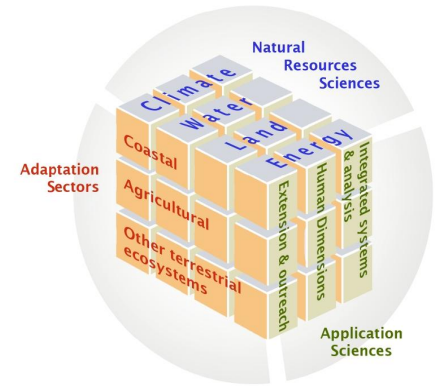 Natural
Resources
Sciences
Climate
Water
Land
Energy
Adaptation
Sectors
Coastal
Agricultural
Other terrestrial
ecosystems
Extension & outreach
Human Dimensions
Integrated systems
& analysis
Application
Sciences